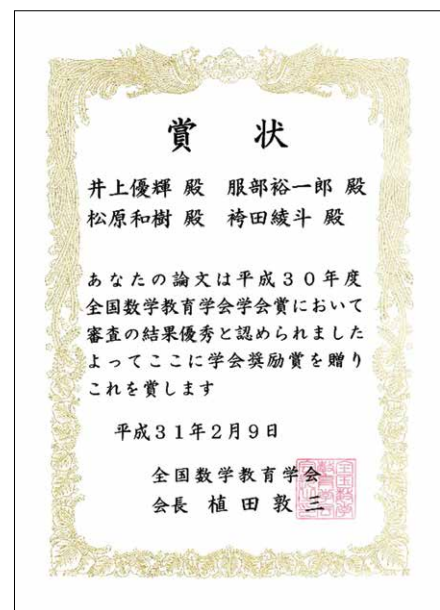 賞状
井上優輝 殿 服部裕一郎 殿
松原和樹 殿 袴田綾斗 殿
あなたの論文は平成30年度
全国数学教育学会学会賞において
審査の結果優秀と認められました
よってここに学会奨励賞を贈り
これを賞します
平成31年2月9日
全国数学教育学会
会長 植田敦三